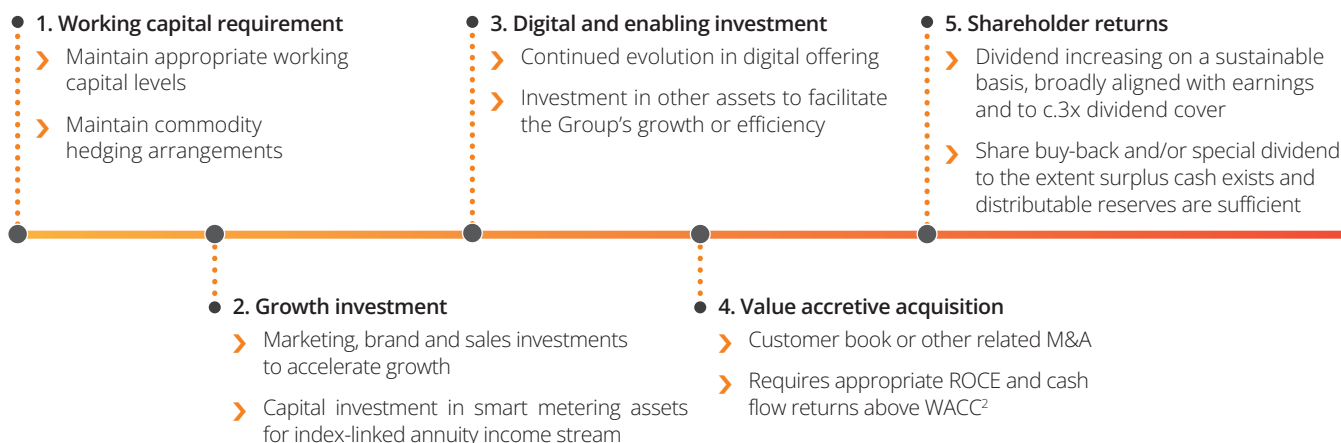 1. Working capital requirement
Maintain appropriate working
capital levels
Maintain commodity
hedging arrangements
2. Growth investment
Marketing, brand and sales investments
to accelerate growth
Capital investment in smart metering assets
for index-linked annuity income stream
3. Digital and enabling investment
Continued evolution in digital offering
Investment in other assets to facilitate
the Group’s growth or efficiency
4. Value accretive acquisition
Customer book or other related M&A
Requires appropriate ROCE and cash
flow returns above WACC²
5. Shareholder returns
Dividend increasing on a sustainable
basis, broadly aligned with earnings
and to c.3x dividend cover
Share buy-back and/or special dividend
to the extent surplus cash exists and
distributable reserves are sufficient